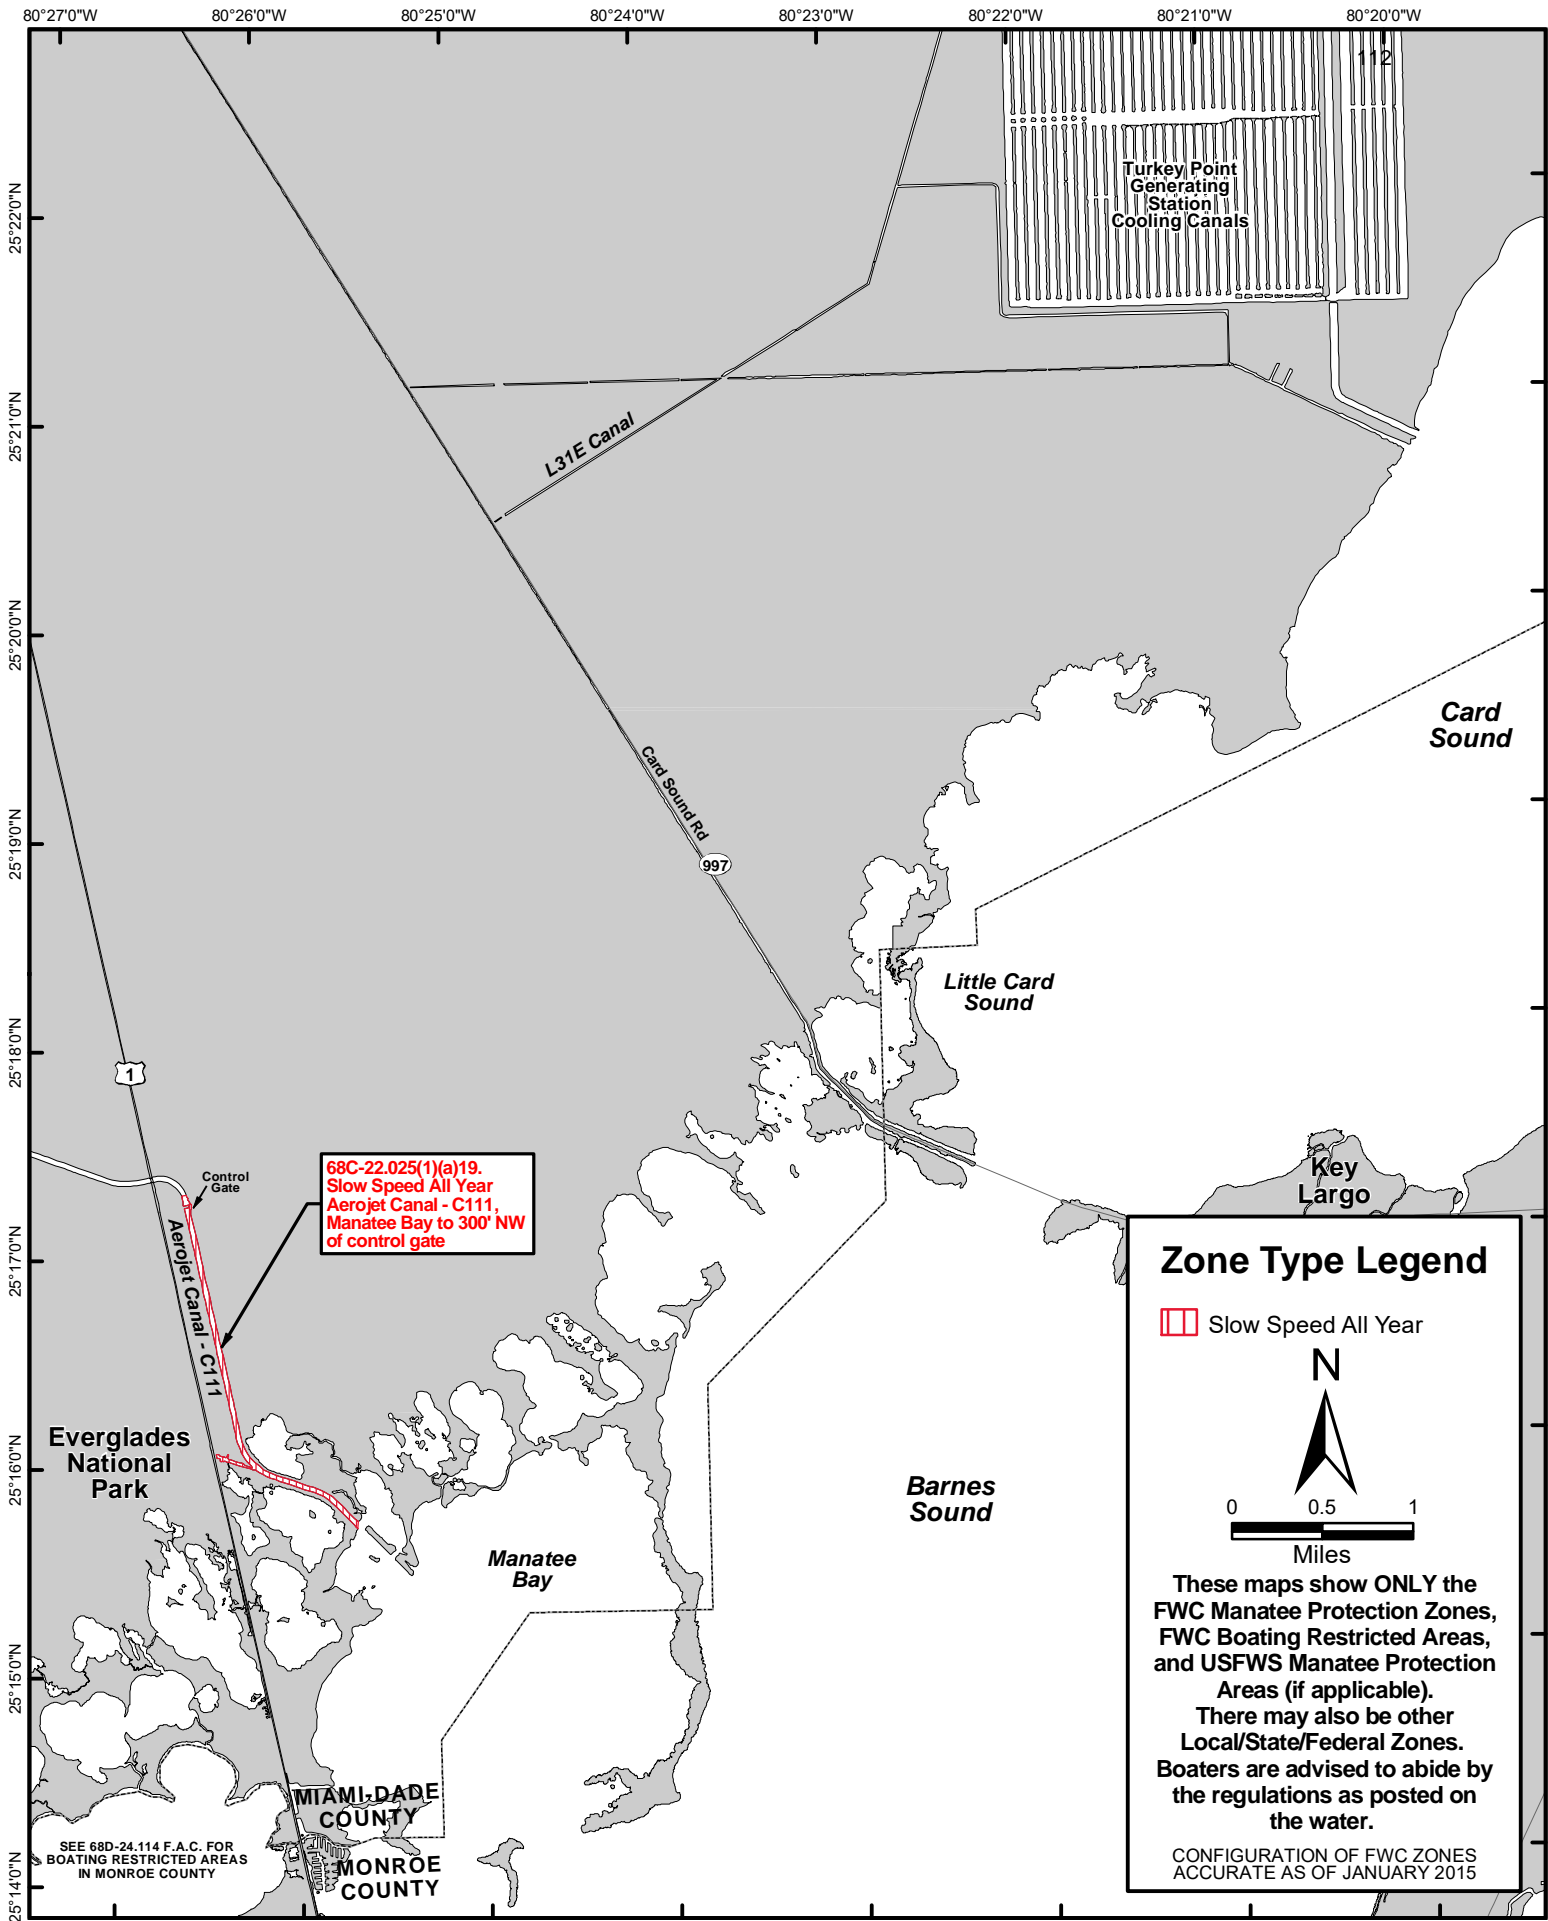 80°27'0"W
80°26'0"W
80°25'0"W
80°24'0"W
80°23'0"W
80°22'0"W
80°21'0"W
80°20'0"W
112
Turkey Point
Generating
Station
Cooling Canals
25°22'0"N
25°21'0"N
L31E Canal
25°20'0"N
Card
Sound
Card Sound Rd
997
25°19'0"N
Little Card
Sound
25°18'0"N
1
Control
Gate
68C-22.025(1)(a)19.
Slow Speed All Year
Aerojet Canal - C111,
Manatee Bay to 300' NW
of control gate
Key
Largo
25°17'0"N
Aerojet Canal - C111
Zone Type Legend
Slow Speed All Year
N
Everglades
National
Park
25°16'0"N
Barnes
Sound
0 0.5 1
Miles
Manatee
Bay
These maps show ONLY the
FWC Manatee Protection Zones,
FWC Boating Restricted Areas,
and USFWS Manatee Protection
Areas (if applicable).
There may also be other
Local/State/Federal Zones.
Boaters are advised to abide by
the regulations as posted on
the water.
25°15'0"N
MIAMI-DADE
COUNTY
SEE 68D-24.114 F.A.C. FOR
BOATING RESTRICTED AREAS
IN MONROE COUNTY
MONROE
COUNTY
CONFIGURATION OF FWC ZONES
ACCURATE AS OF JANUARY 2015
25°14'0"N